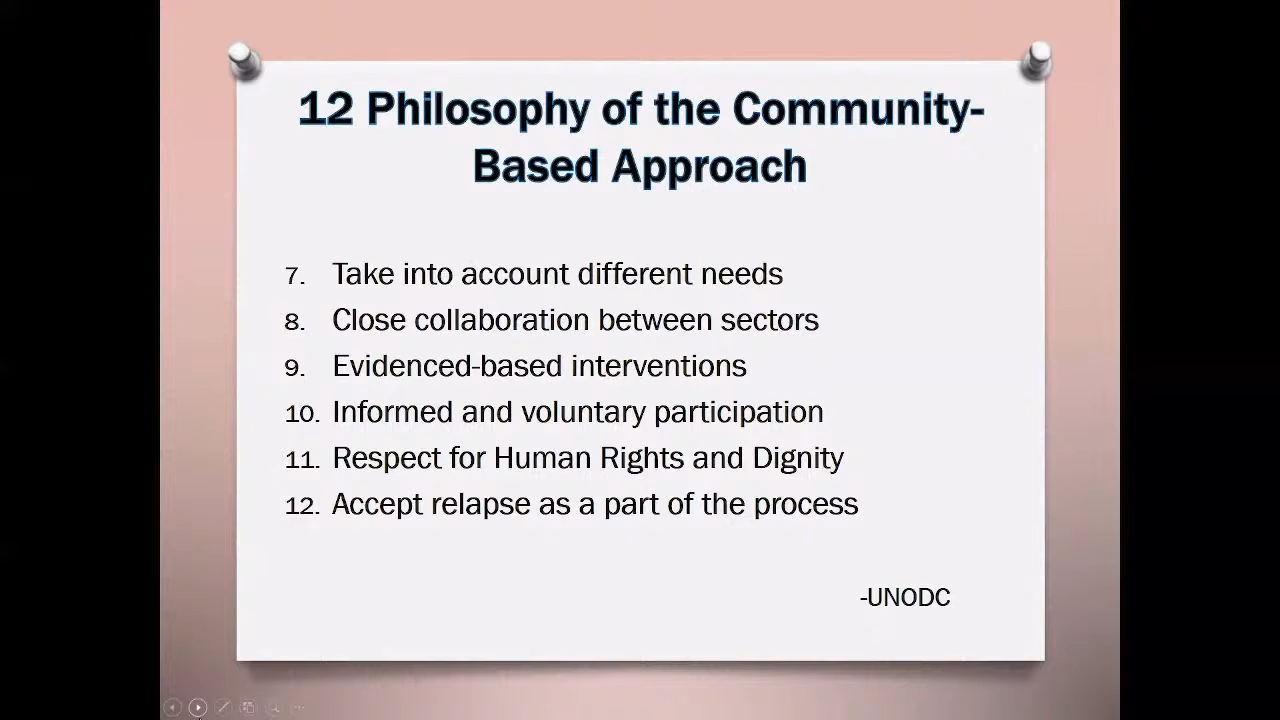 12 Philosophy of the Community-
Based Approach
7. Take into account different needs
8. Close collaboration between sectors
9. Evidenced-based interventions
10. Informed and voluntary participation
11. Respect for Human Rights and Dignity
12. Accept relapse as a part of the process
-UNODC